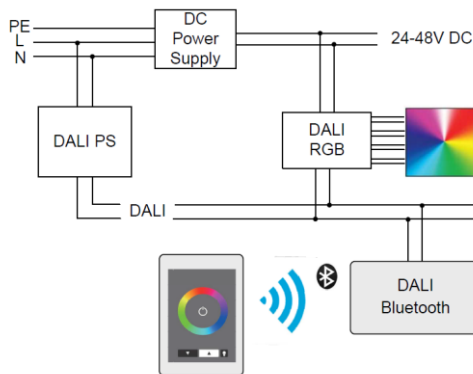 PE
L
N
DC
Power
Supply
24-48V DC
DALI PS
DALI
RGB
DALI
DALI
Bluetooth